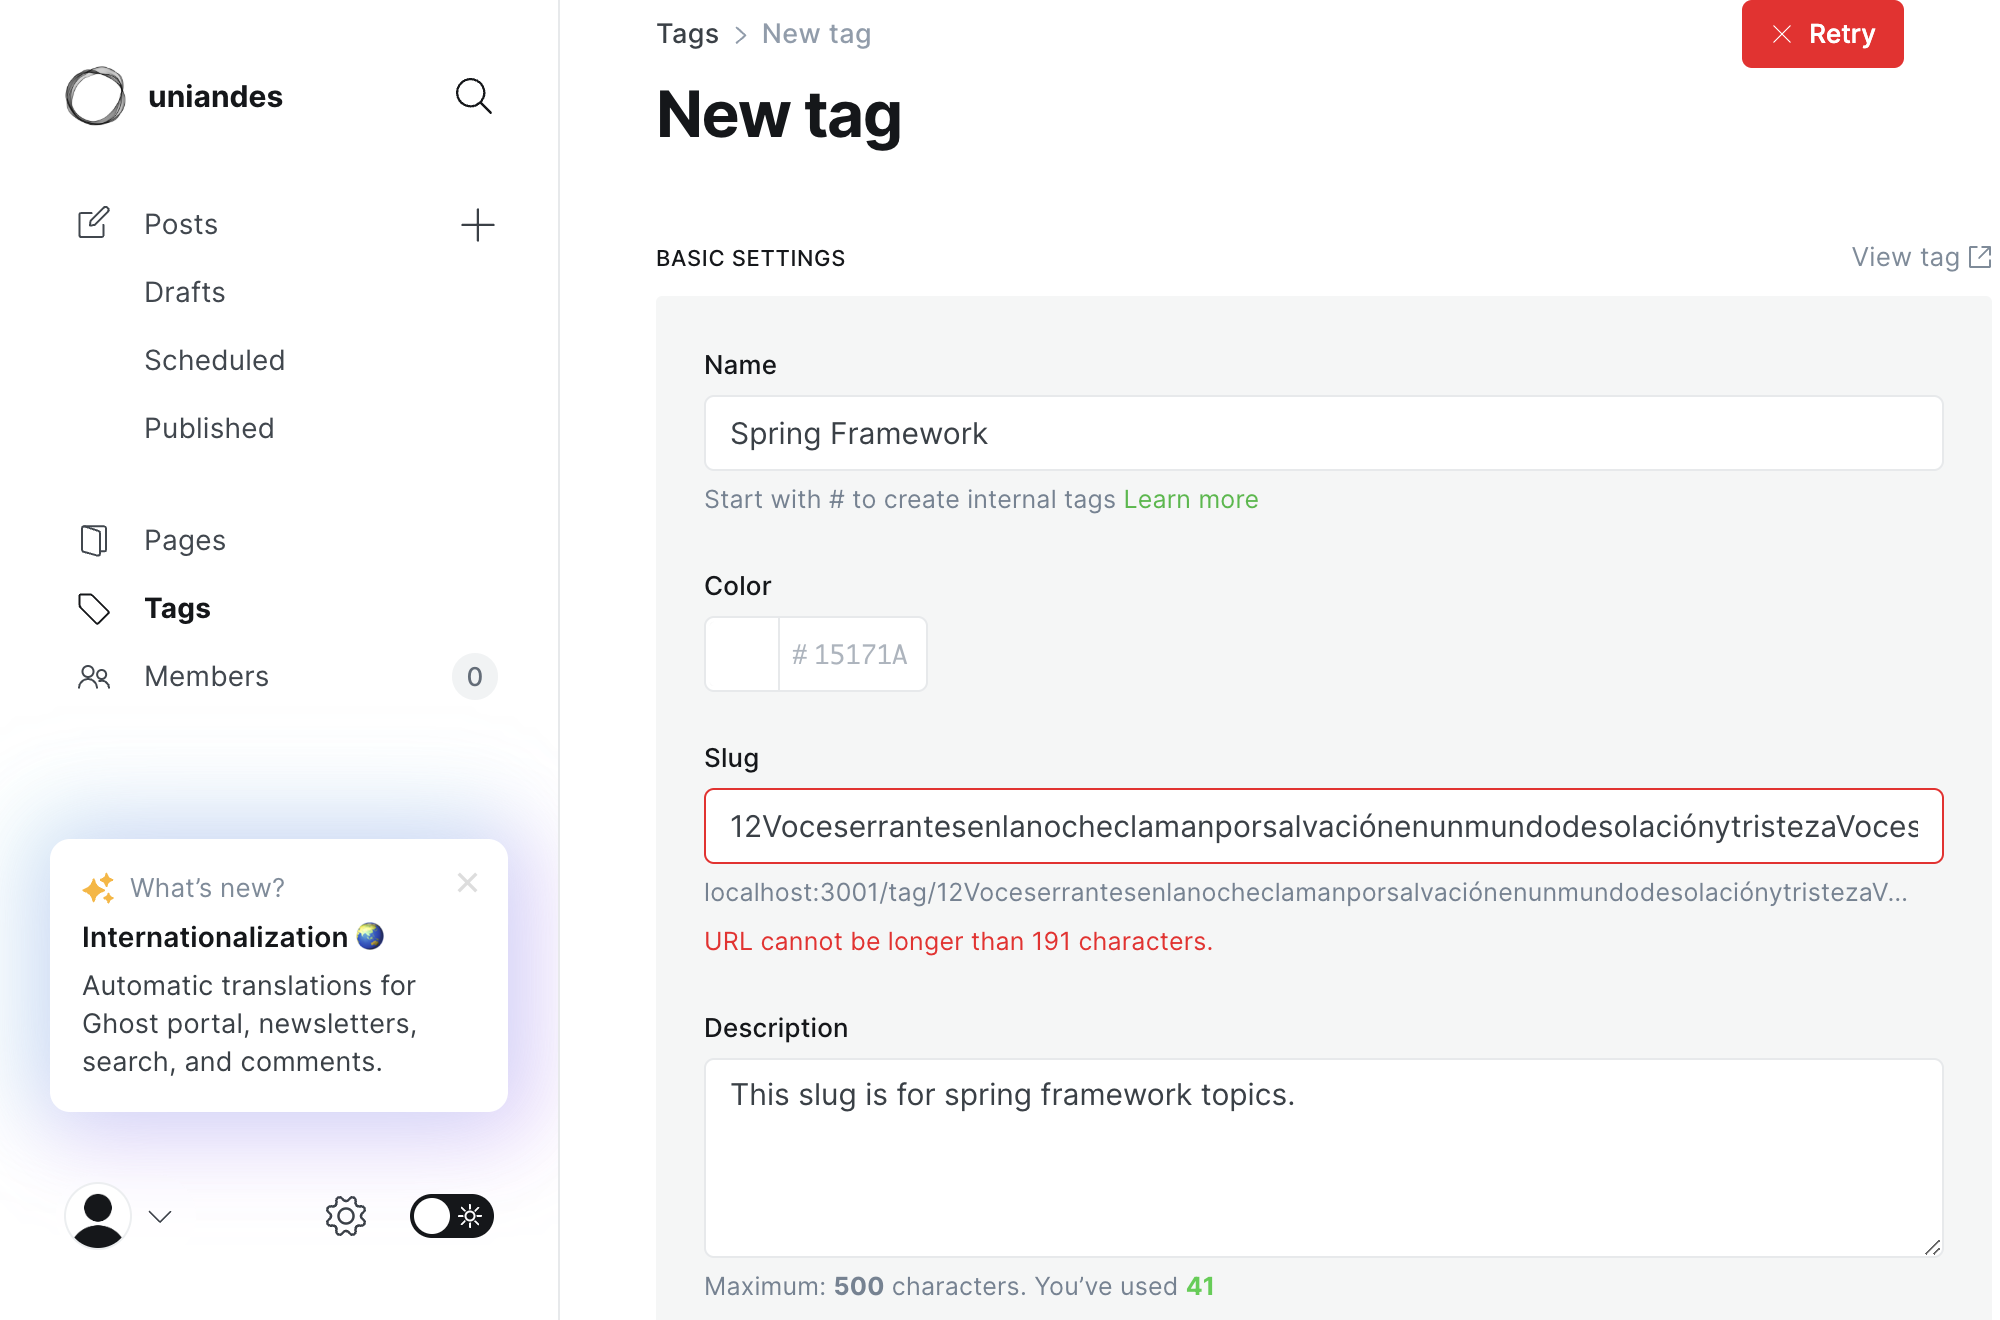 uniandes
Posts
Drafts
Scheduled
Published
Pages
Tags
Members
0
What’s new?
Internationalization
Automatic translations for
Ghost portal, newsletters,
search, and comments.
Tags > New tag
Retry
New tag
BASIC SETTINGS
View tag
Name
Spring Framework
Start with # to create internal tags Learn more
Color
# 15171A
Slug
12VoceserrantesenlanocheclamanporsalvaciónenunmundodesolaciónytristezaVoces
localhost:3001/tag/12VoceserrantesenlanocheclamanporsalvaciónenunmundodesolaciónytristezaV...
URL cannot be longer than 191 characters.
Description
This slug is for spring framework topics.
Maximum: 500 characters. You’ve used 41